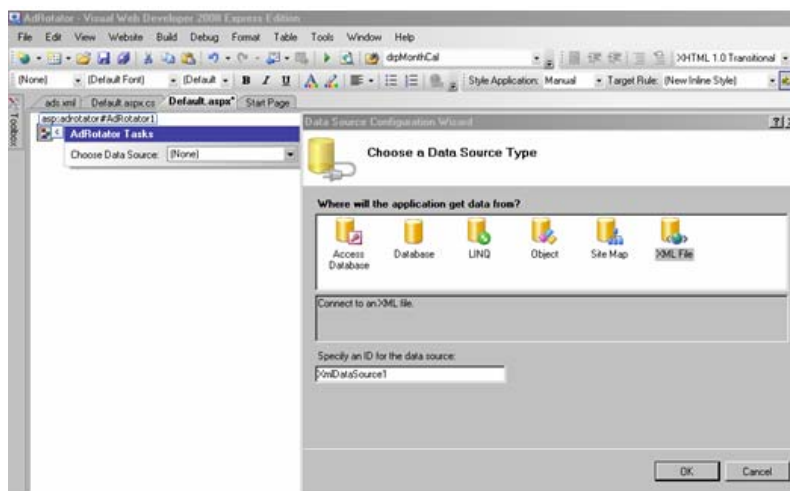 AdRotator - Visual Web Developer 2008 Express Edition
File Edit View Website Build Debug Format Table Tools Window Help
drpMonthCal XHTML 1.0 Transitional
(None) (Default Font) (Default B I U A Style Application: Manual Target Rule: (New Inline Style)
Toolbox
ads.xml Default.aspx.cs Default.aspx* Start Page
asp:adrotator#AdRotator1
AdRotator Tasks
Choose Data Source: (None)
Data Source Configuration Wizard
Choose a Data Source Type
Where will the application get data from?
Access Database Database LINQ Object Site Map XML File
Connect to an XML file.
Specify an ID for the data source:
XmlDataSource1
OK Cancel